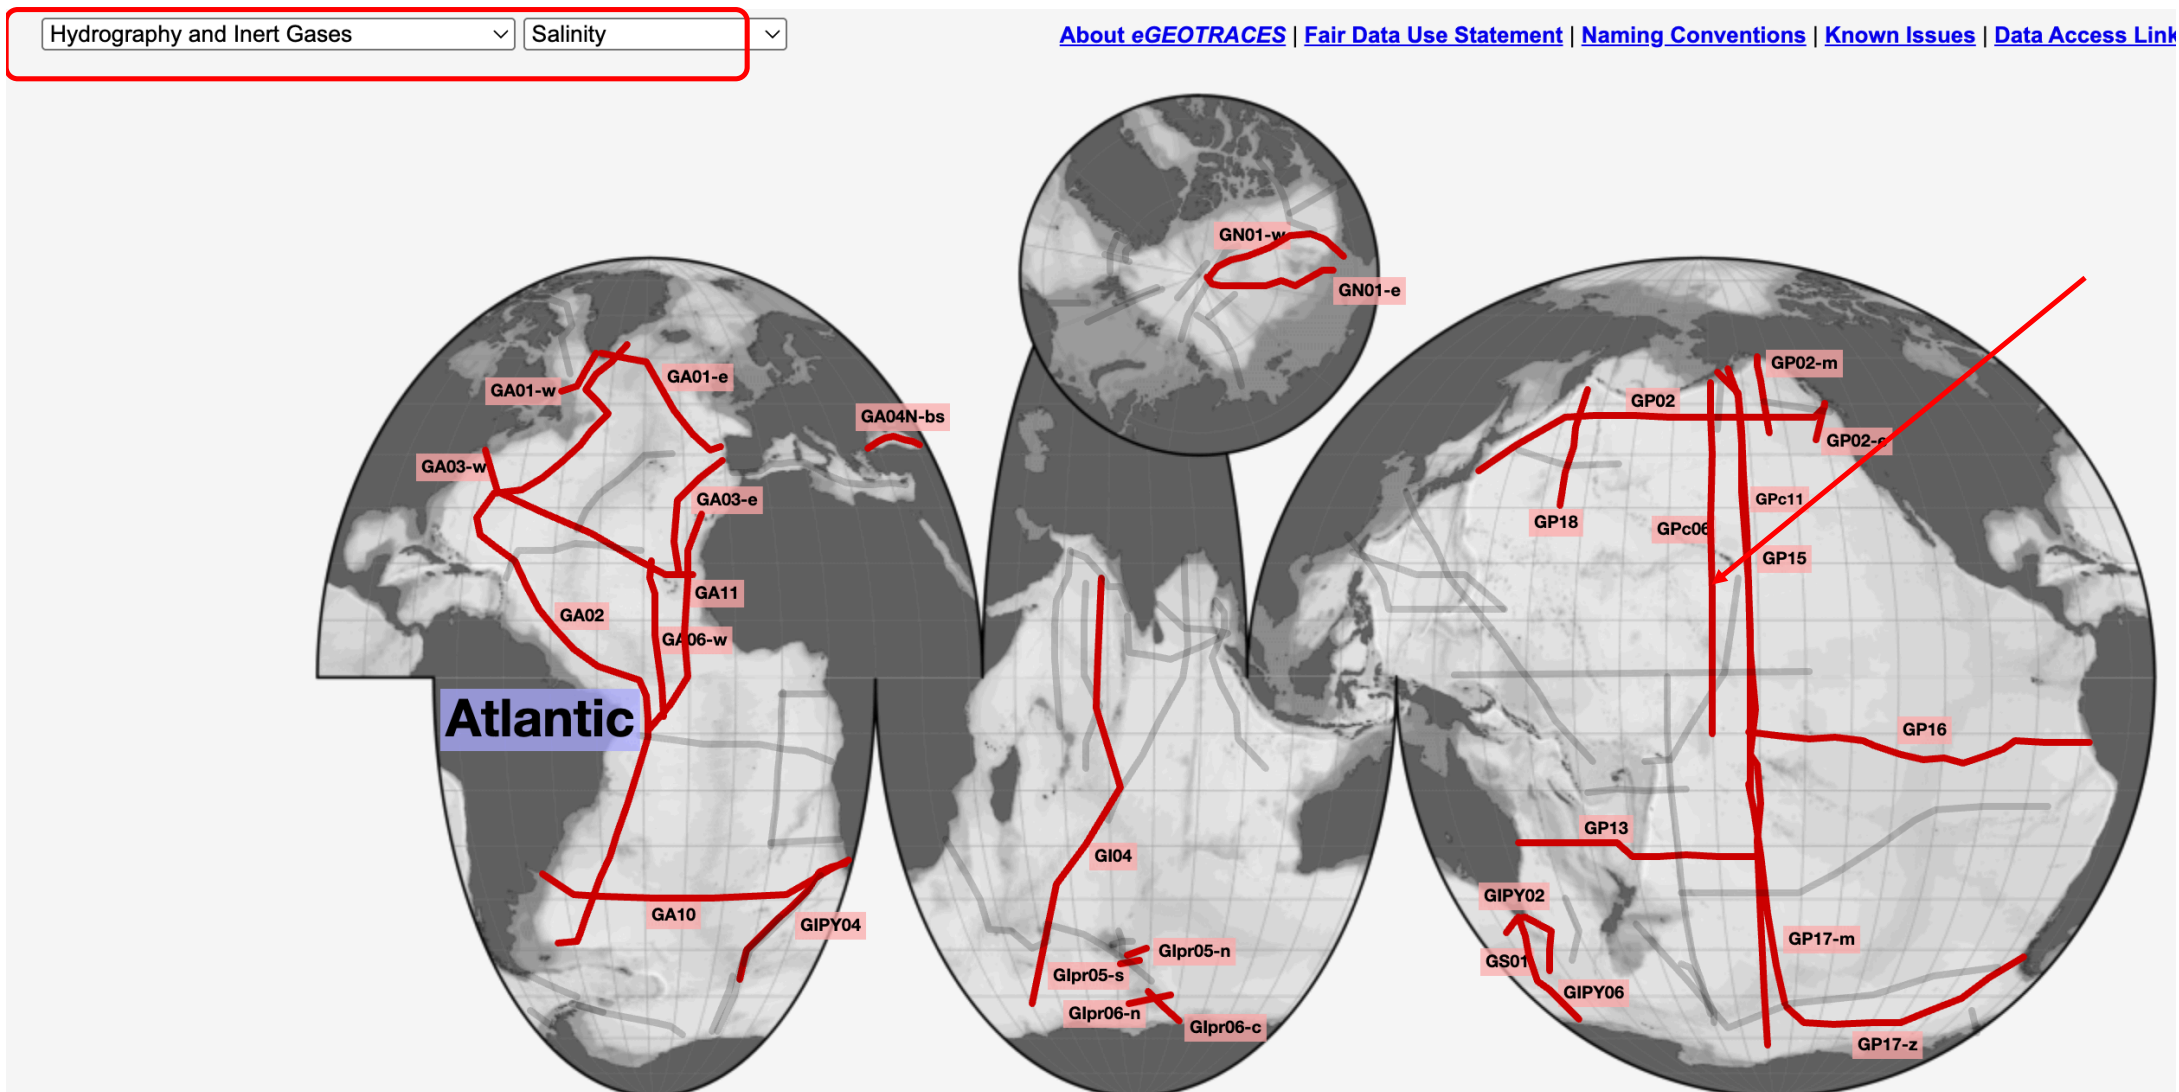 Hydrography and Inert Gases
Salinity
About eGEOTRACES | Fair Data Use Statement | Naming Conventions | Known Issues | Data Access Link
GN01-w
GN01-e
GA01-w
GA01-e
GA04N-bs
GA03-w
GA03-e
GA11
GA02
GA06-w
Atlantic
GA10
GIPY04
GI04
GIpr05-n
GIpr05-s
GIpr06-n
GIpr06-c
GP02-m
GP02
GP02-e
GPc11
GP18
GPc06
GP15
GP16
GP13
GIPY02
GP17-m
GS01
GIPY06
GP17-z